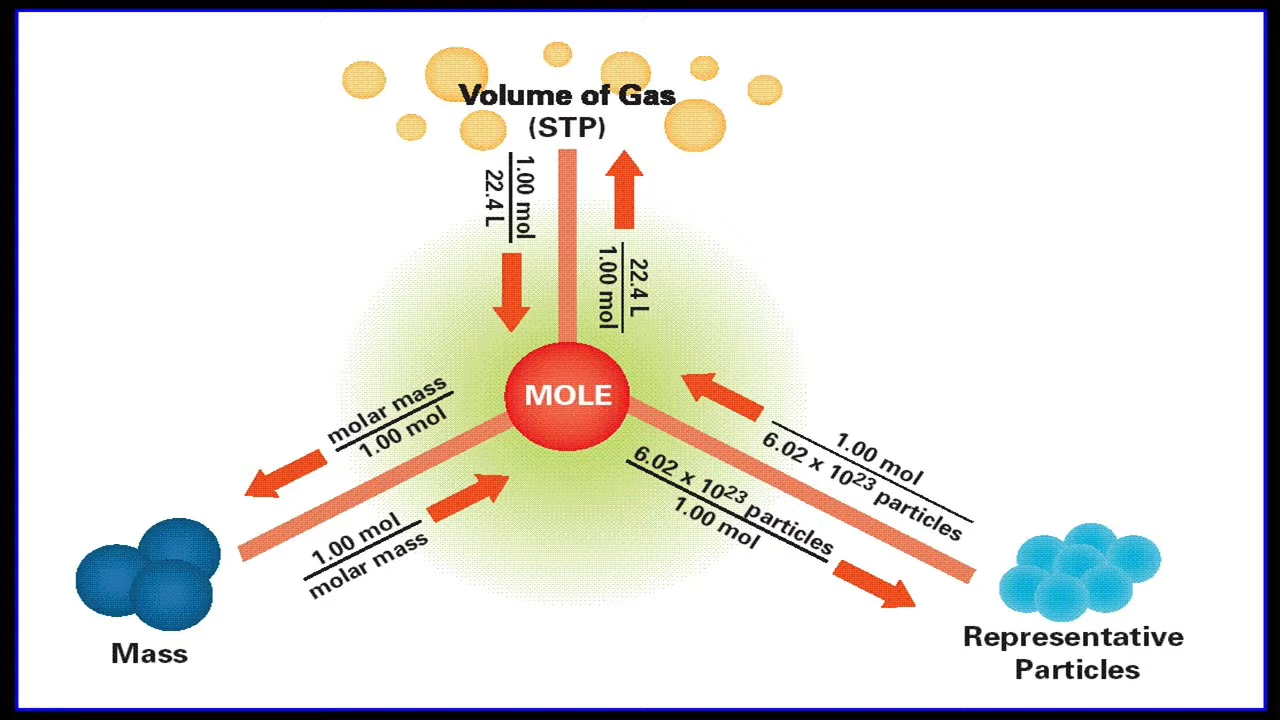 Volume of Gas
(STP)
1.00 mol
22.4 L
22.4 L
1.00 mol
MOLE
molar mass
1.00 mol
1.00 mol
6.02 x 10²³ particles
6.02 x 10²³ particles
1.00 mol
1.00 mol
molar mass
Mass
Representative
Particles